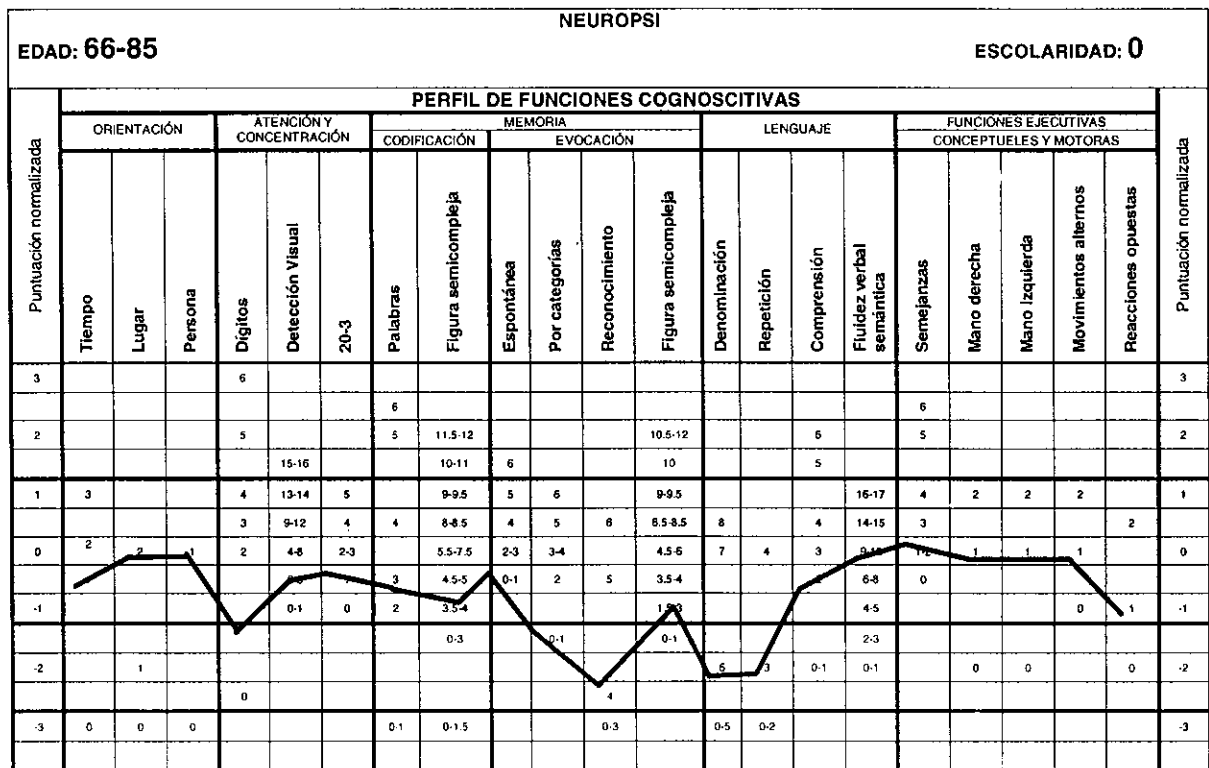 NEUROPSI
EDAD: 66-85 ESCOLARIDAD: 0
PERFIL DE FUNCIONES COGNOSCITIVAS
ORIENTACIÓN ATENCIÓN Y CONCENTRACIÓN MEMORIA LENGUAJE FUNCIONES EJECUTIVAS
CODIFICACIÓN EVOCACIÓN CONCEPTUELES Y MOTORAS
Puntuación normalizada
Tiempo
Lugar
Persona
Dígitos
Detección Visual
20-3
Palabras
Figura semicompleja
Espontánea
Por categorías
Reconocimiento
Figura semicompleja
Denominación
Repetición
Comprensión
Fluidez verbal semántica
Semejanzas
Mano derecha
Mano Izquierda
Movimientos alternos
Reacciones opuestas
Puntuación normalizada
3 6 3
6 6
2 5 5 11.5-12 10.5-12 6 5 2
15-16 10-11 6 10 5
1 3 4 13-14 5 9-9.5 5 6 9-9.5 16-17 4 2 2 2 1
3 9-12 4 4 8-8.5 4 5 6 6.5-8.5 8 4 14-15 3 2
0 2 2 1 2 4-8 2-3 5.5-7.5 2-3 3-4 4.5-6 7 4 3 1 1 1 0
3 4.5-5 0-1 2 5 3.5-4 6-8 0
-1 0-1 0 2 3.5-4 4-5 0 1 -1
0-3 0-1 0-1 2-3
-2 1 6 3 0-1 0-1 0 0 0 -2
0 4
-3 0 0 0 0-1 0-1.5 0-3 0-5 0-2 -3